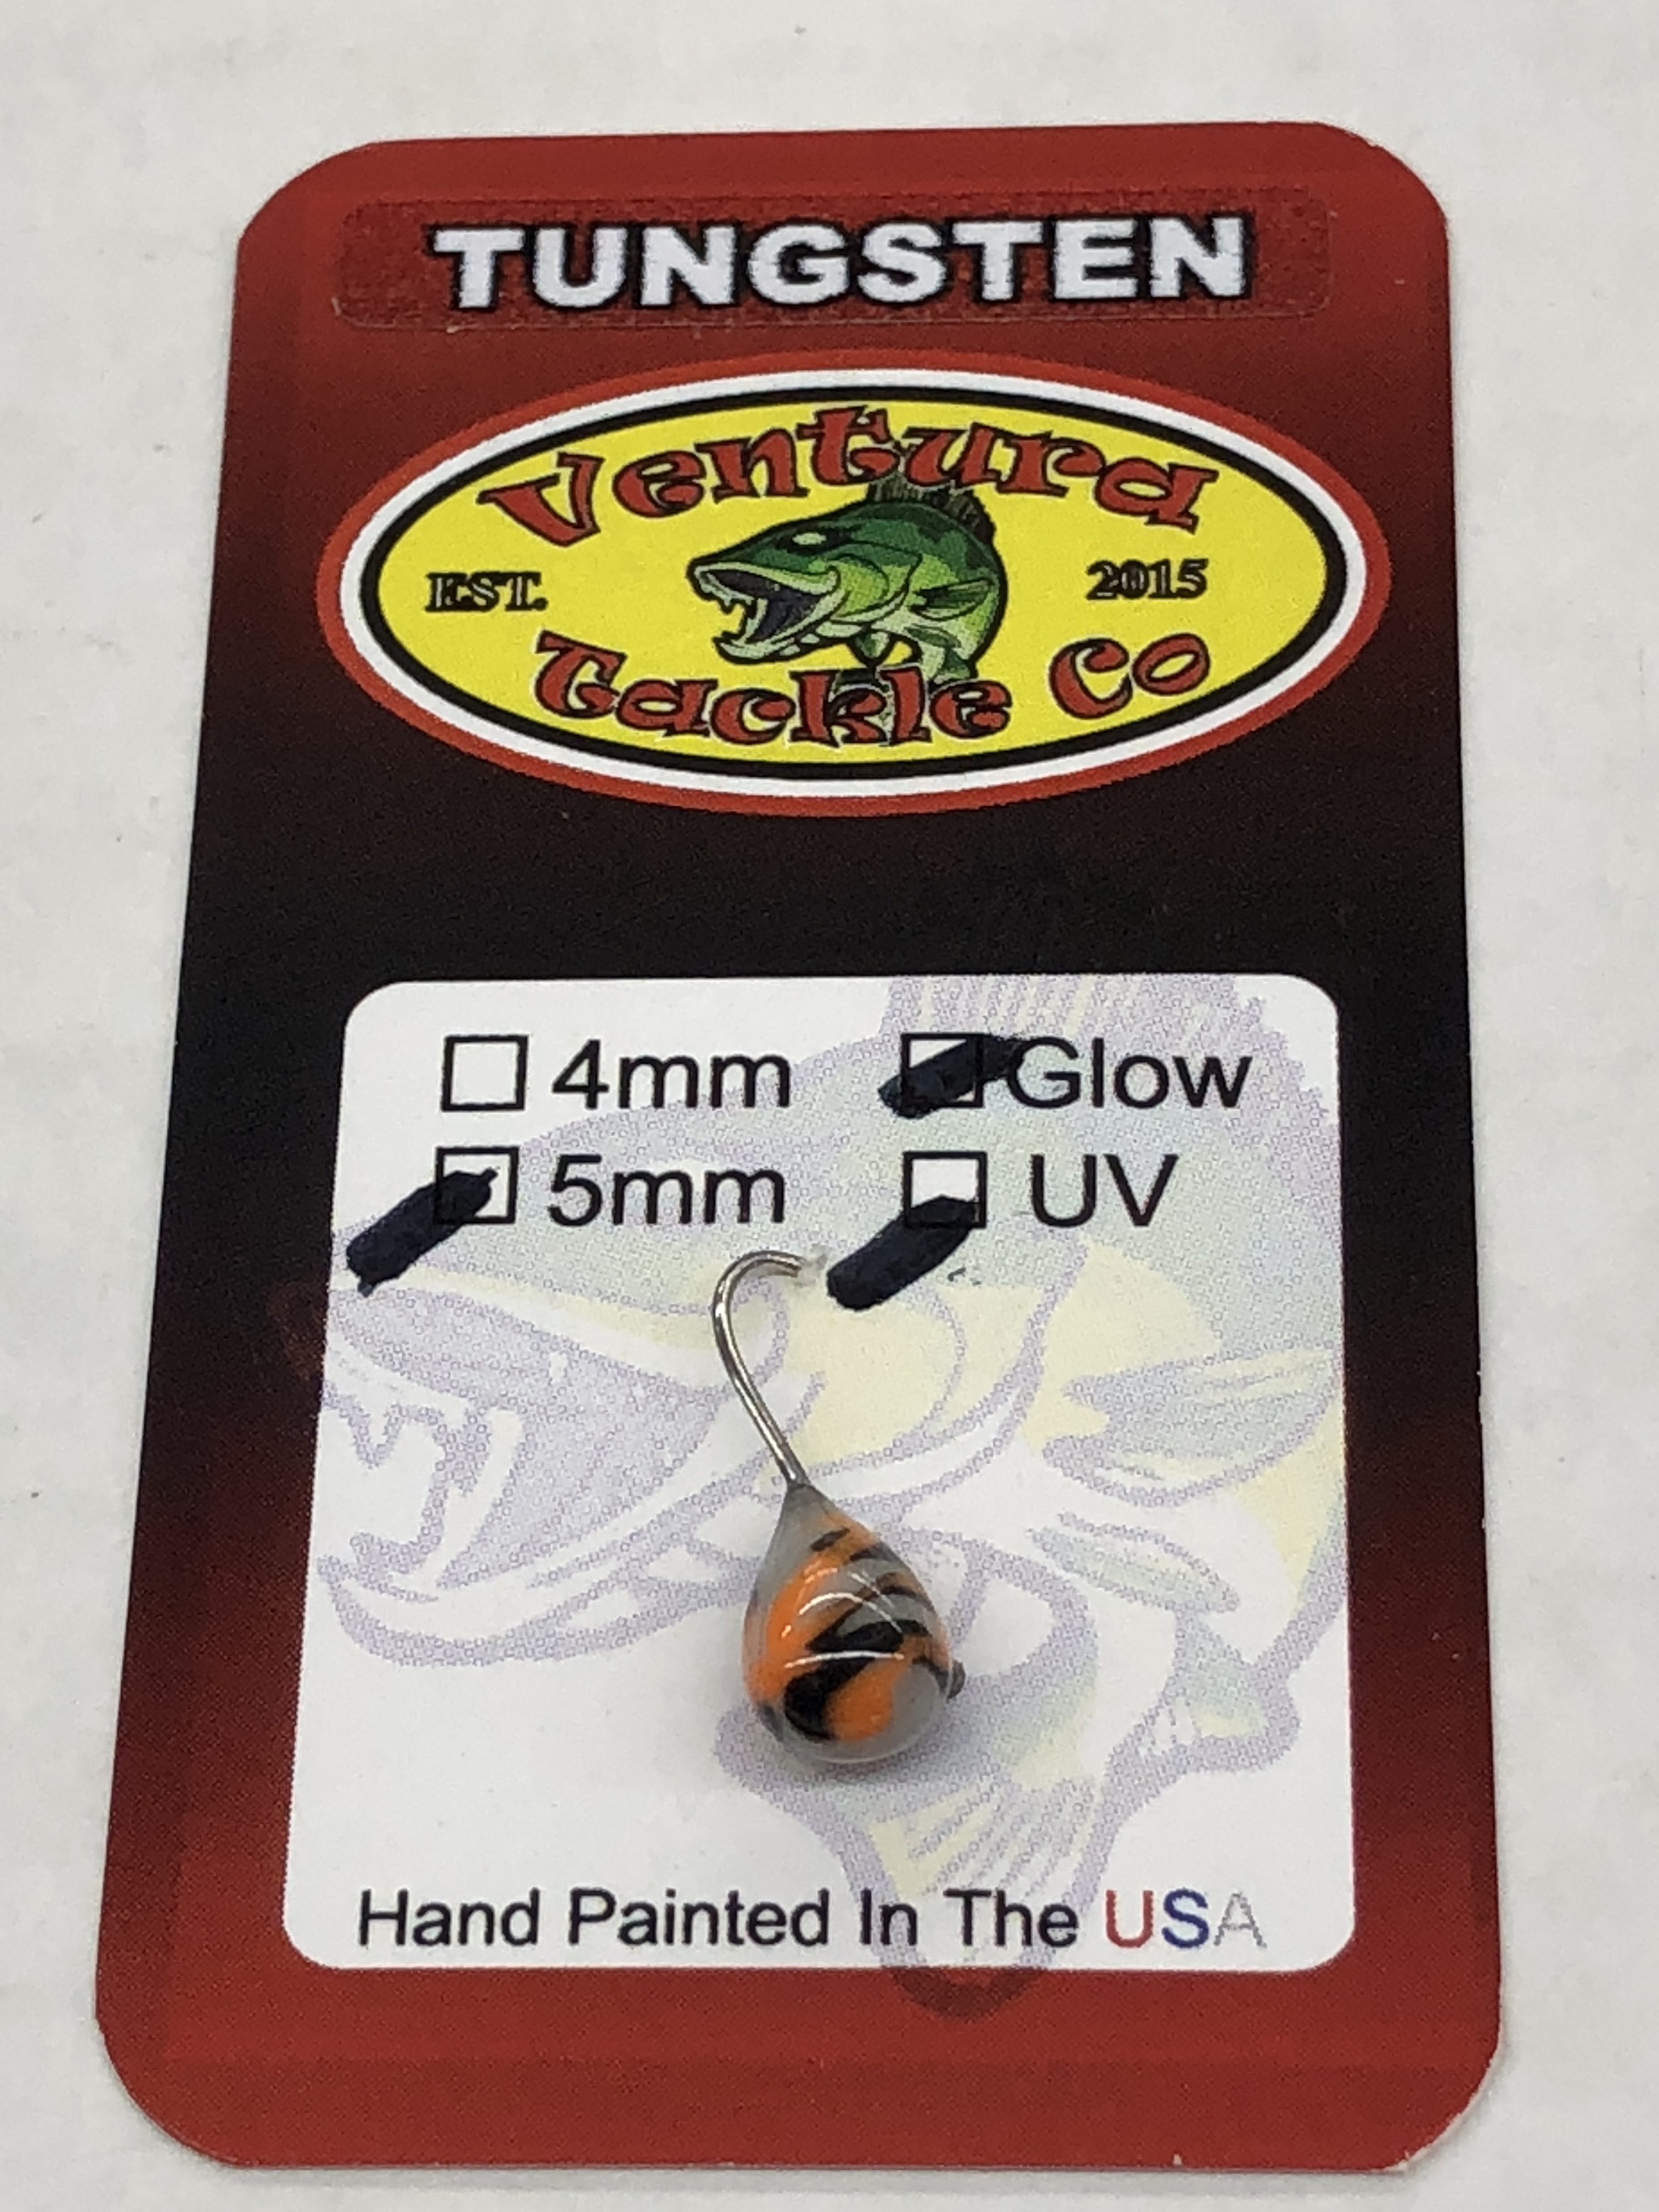 TUNGSTEN
Ventura
EST. 2015
Tackle Co
4mm Glow
5mm UV
Hand Painted In The USA